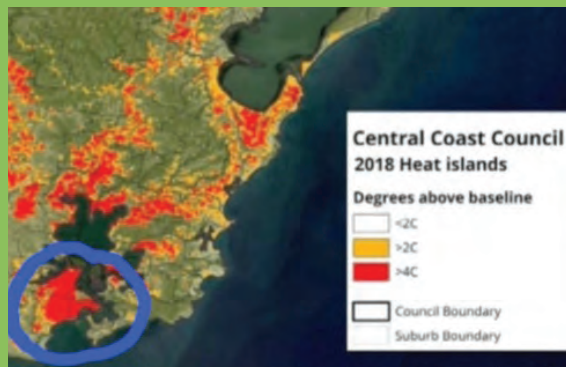 Central Coast Council
2018 Heat islands
Degrees above baseline
<2C
>2C
>4C
Council Boundary
Suburb Boundary